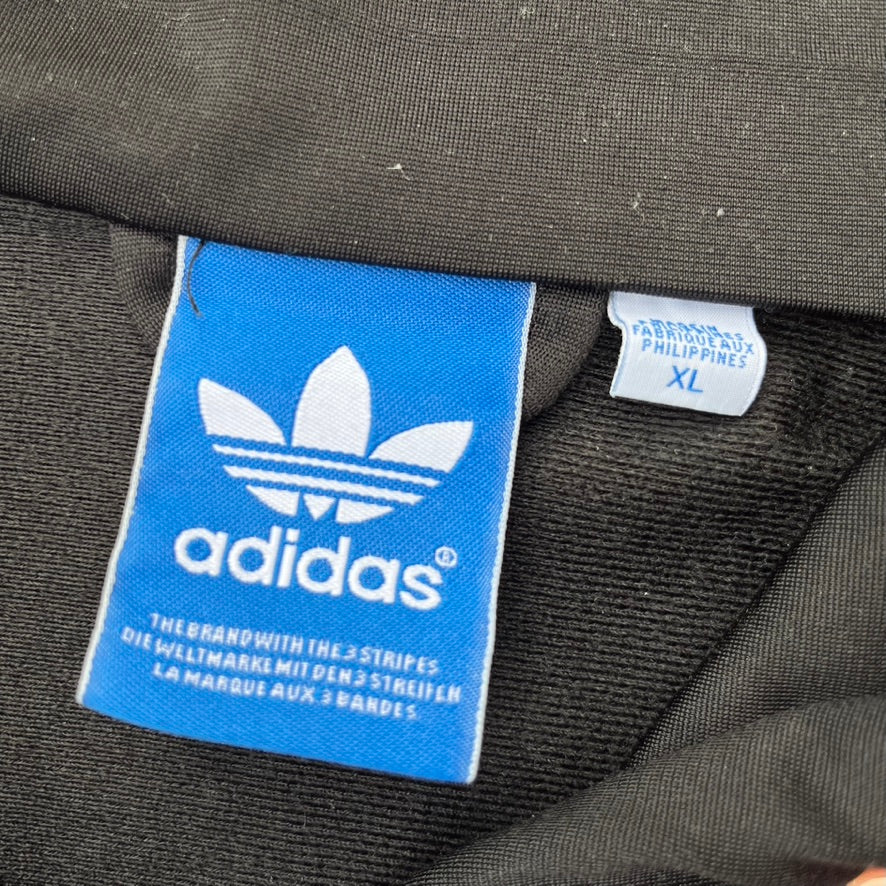 adidas®
THE BRAND WITH THE 3 STRIPES
DIE WELTMARKE MIT DEN 3 STREIFEN
LA MARQUE AUX 3 BANDES
FABRIQUE AUX
PHILIPPINES
XL